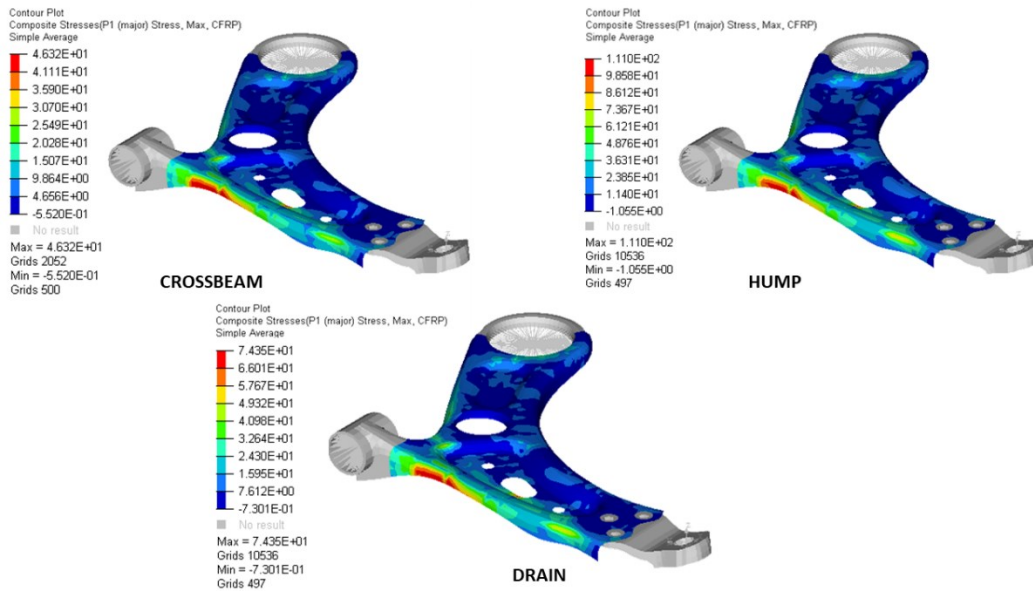 Contour Plot
Composite Stresses(P1 (major) Stress, Max, CFRP)
Simple Average
4.632E+01
4.111E+01
3.590E+01
3.070E+01
2.549E+01
2.028E+01
1.507E+01
9.864E+00
4.656E+00
-5.520E-01
No result
Max = 4.632E+01
Grids 2052
Min = -5.520E-01
Grids 500
CROSSBEAM
Contour Plot
Composite Stresses(P1 (major) Stress, Max, CFRP)
Simple Average
1.110E+02
9.858E+01
8.612E+01
7.367E+01
6.121E+01
4.876E+01
3.631E+01
2.385E+01
1.140E+01
-1.055E+00
No result
Max = 1.110E+02
Grids 10536
Min = -1.055E+00
Grids 497
HUMP
Contour Plot
Composite Stresses(P1 (major) Stress, Max, CFRP)
Simple Average
7.435E+01
6.601E+01
5.767E+01
4.932E+01
4.098E+01
3.264E+01
2.430E+01
1.595E+01
7.612E+00
-7.301E-01
No result
Max = 7.435E+01
Grids 10536
Min = -7.301E-01
Grids 497
DRAIN